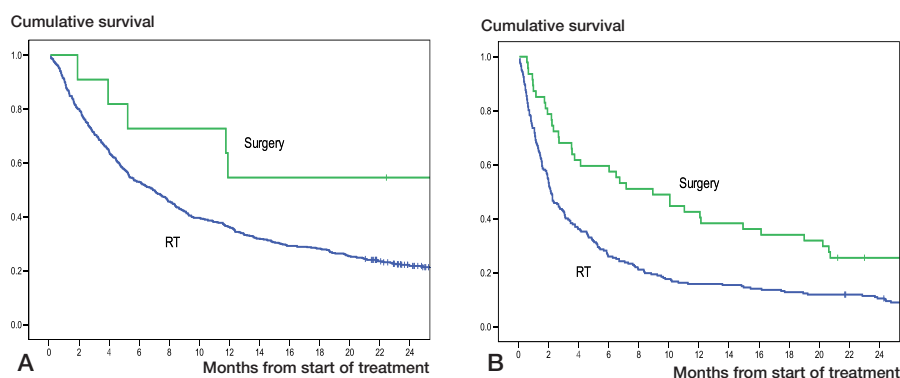 Cumulative survival
1.0
0.8
0.6
0.4
0.2
0.0
Surgery
RT
0 2 4 6 8 10 12 14 16 18 20 22 24
A
Months from start of treatment
Cumulative survival
1.0
0.8
0.6
0.4
0.2
0.0
Surgery
RT
0 2 4 6 8 10 12 14 16 18 20 22 24
B
Months from start of treatment